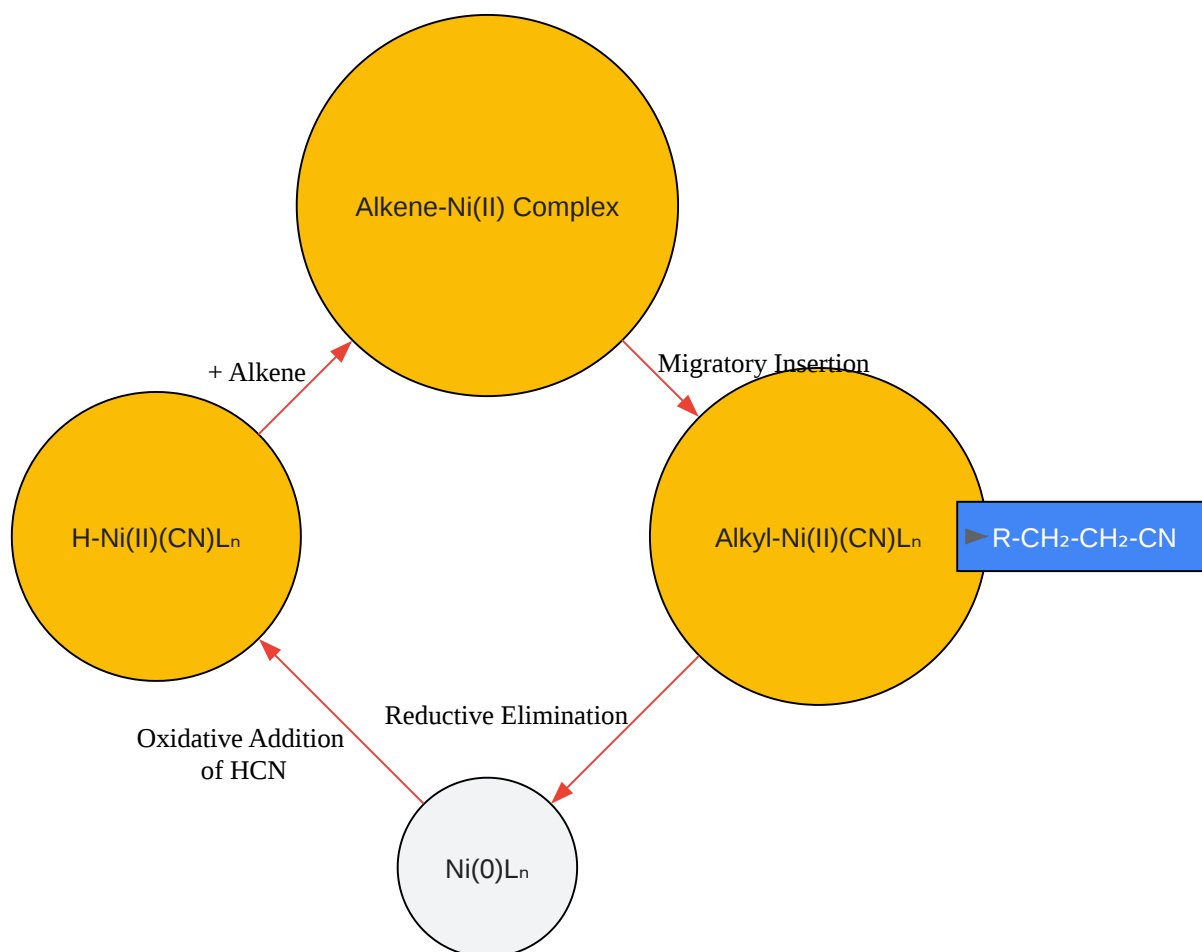 Alkene-Ni(II) Complex
+ Alkene
Migratory Insertion
H-Ni(II)(CN)Lₙ
Alkyl-Ni(II)(CN)Lₙ
R-CH₂-CH₂-CN
Reductive Elimination
Oxidative Addition
of HCN
Ni(0)Lₙ